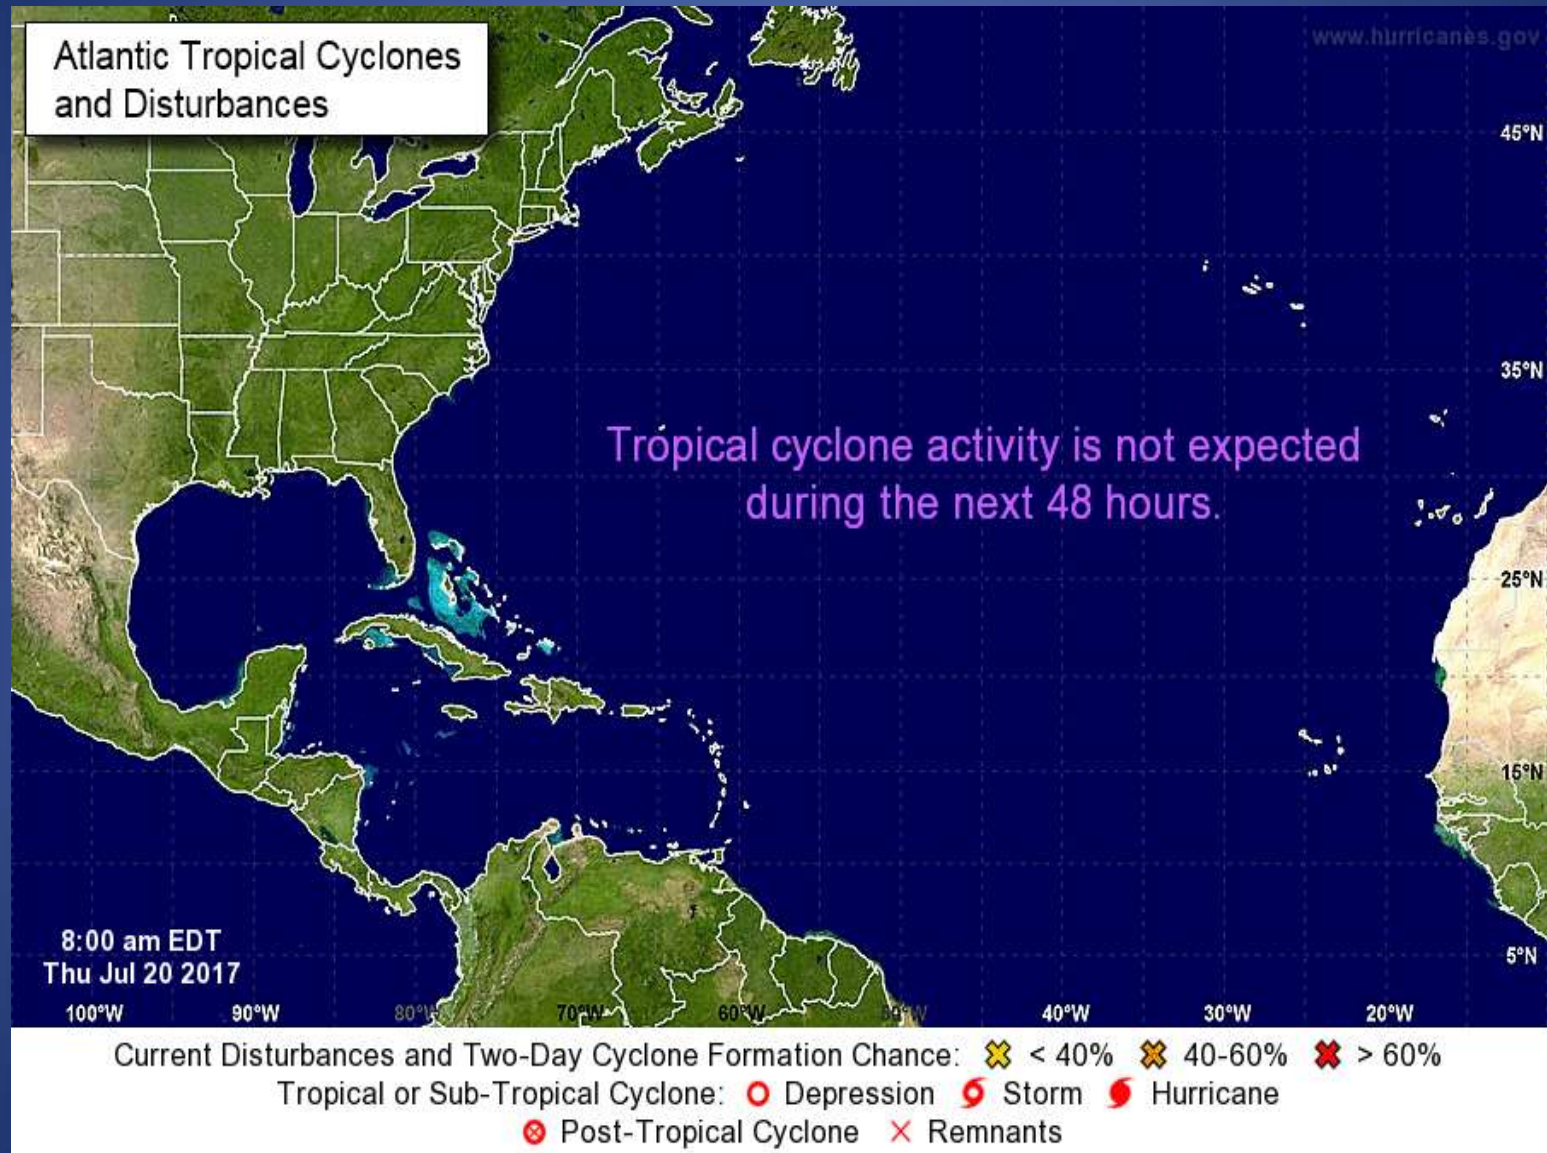 Atlantic Tropical Cyclones
and Disturbances
www.hurricanes.gov
45°N
35°N
Tropical cyclone activity is not expected
during the next 48 hours.
25°N
15°N
8:00 am EDT
Thu Jul 20 2017
5°N
100°W 90°W 80°W 70°W 60°W 50°W 40°W 30°W 20°W
Current Disturbances and Two-Day Cyclone Formation Chance: < 40% 40-60% > 60%
Tropical or Sub-Tropical Cyclone: Depression Storm Hurricane
Post-Tropical Cyclone Remnants